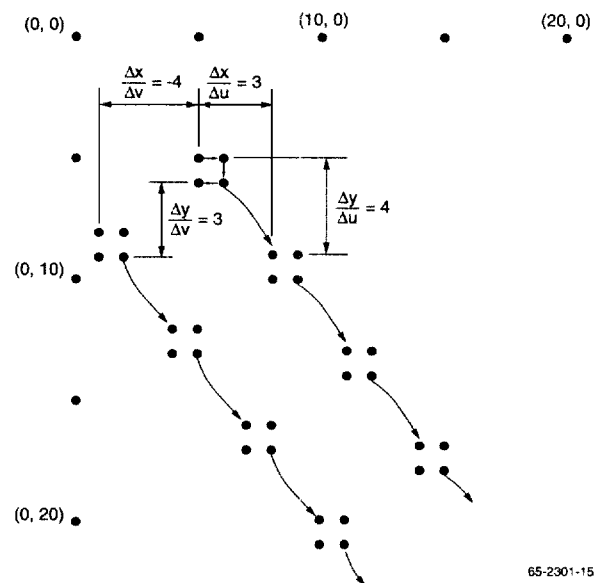 (0, 0)
(10, 0)
(20, 0)
Δx/Δv = -4
Δx/Δu = 3
Δy/Δv = 3
Δy/Δu = 4
(0, 10)
(0, 20)
65-2301-15